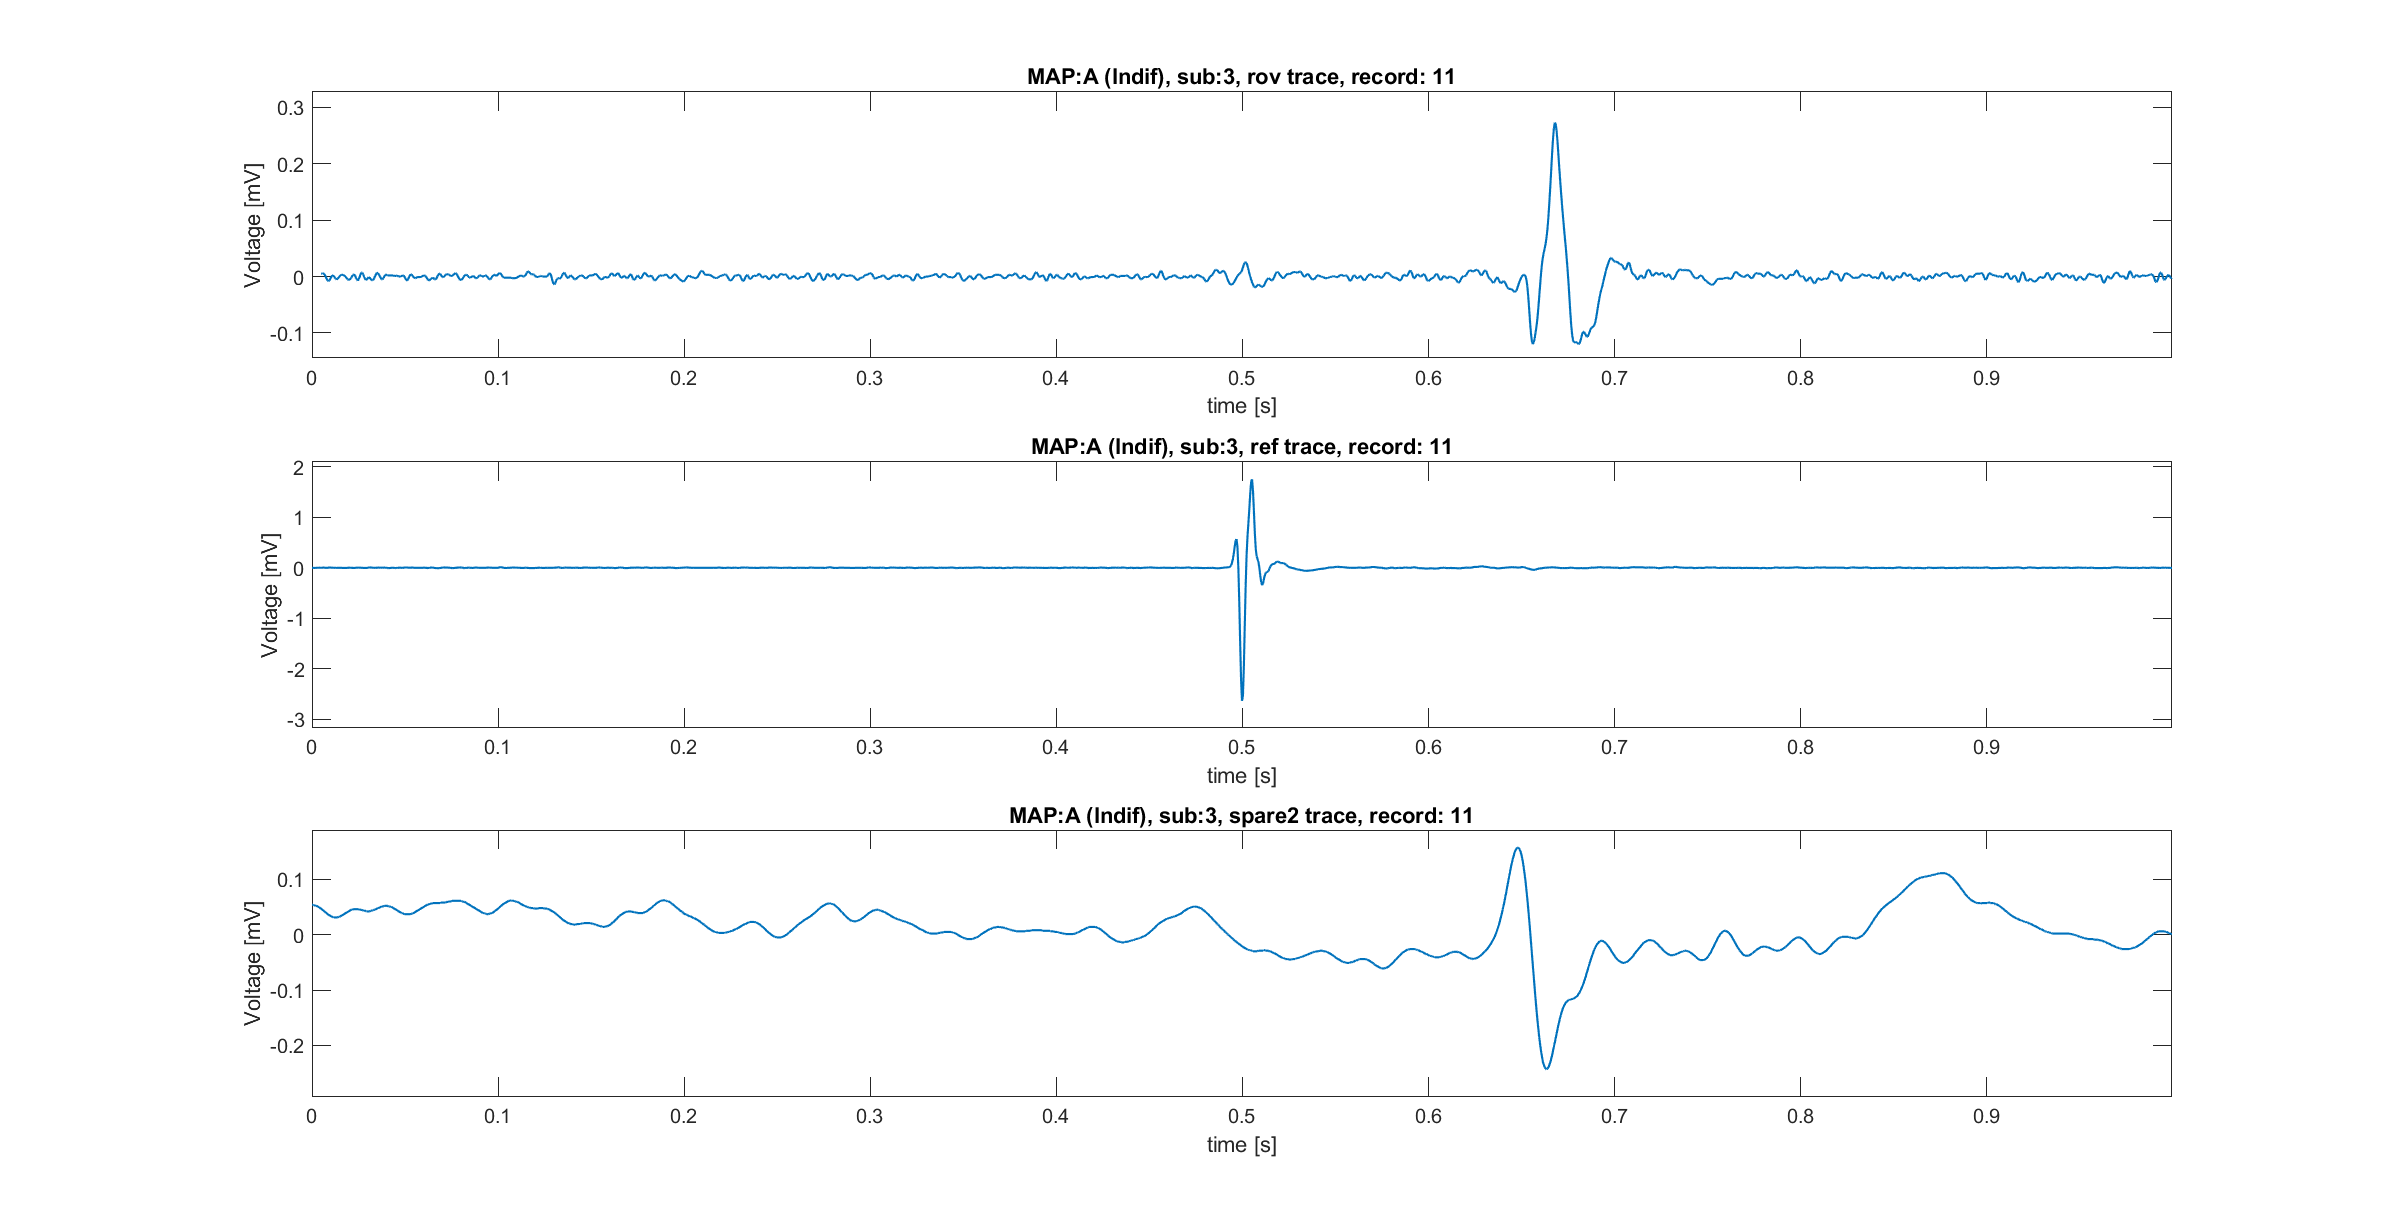 MAP:A (Indif), sub:3, rov trace, record: 11
Voltage [mV]
0.3
0.2
0.1
0
-0.1
0 0.1 0.2 0.3 0.4 0.5 0.6 0.7 0.8 0.9
time [s]
MAP:A (Indif), sub:3, ref trace, record: 11
Voltage [mV]
2
1
0
-1
-2
-3
0 0.1 0.2 0.3 0.4 0.5 0.6 0.7 0.8 0.9
time [s]
MAP:A (Indif), sub:3, spare2 trace, record: 11
Voltage [mV]
0.1
0
-0.1
-0.2
0 0.1 0.2 0.3 0.4 0.5 0.6 0.7 0.8 0.9
time [s]